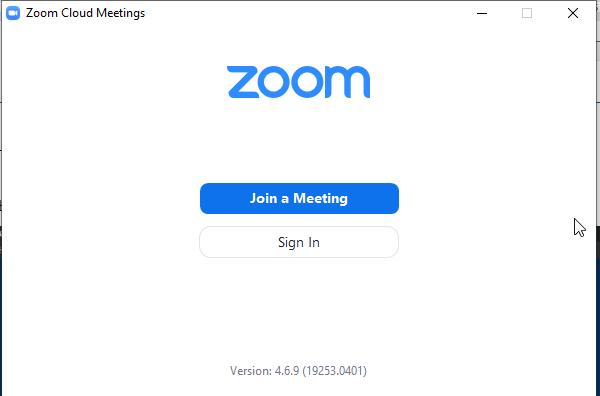 Zoom Cloud Meetings
zoom
Join a Meeting
Sign In
Version: 4.6.9 (19253.0401)